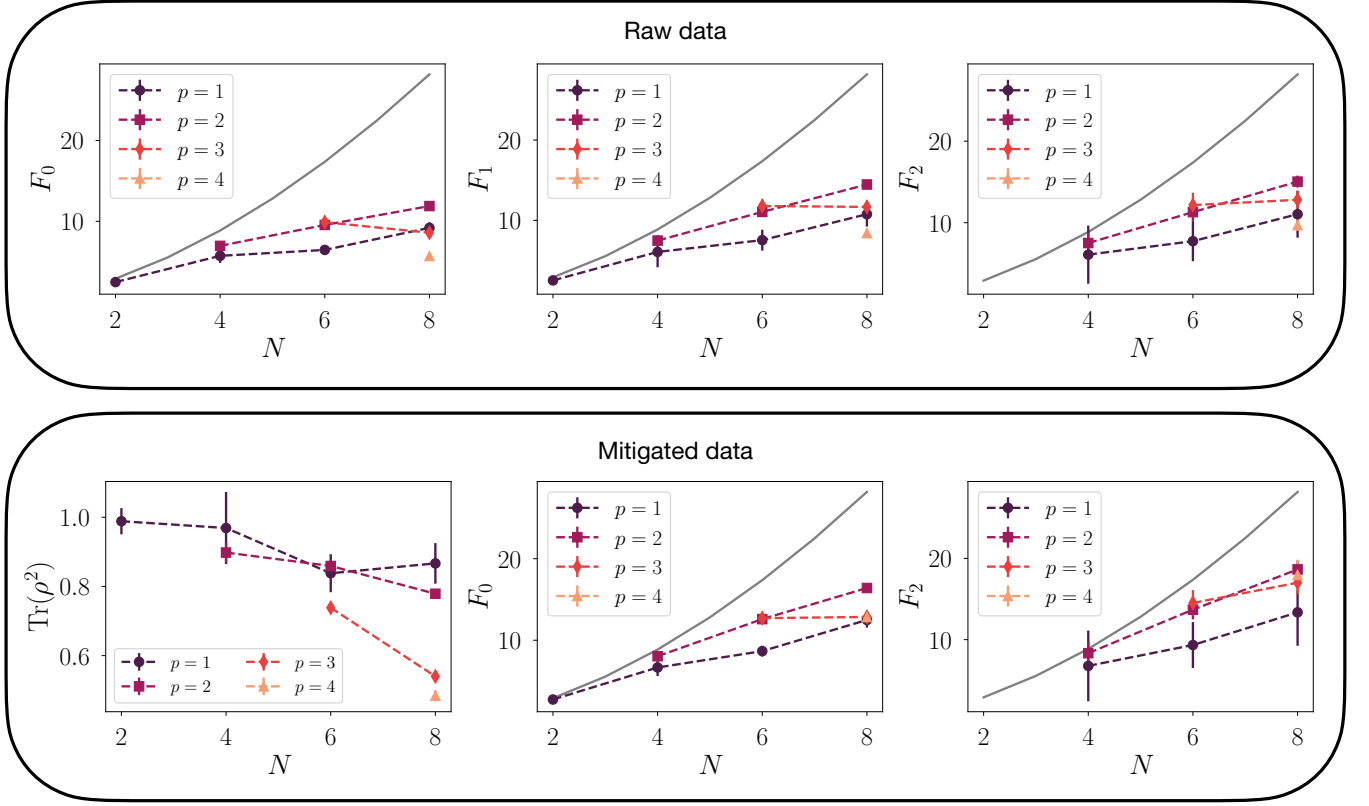 Raw data
F₀
20
10
p = 1
p = 2
p = 3
p = 4
2 4 6 8
N
F₁
20
10
p = 1
p = 2
p = 3
p = 4
2 4 6 8
N
F₂
20
10
p = 1
p = 2
p = 3
p = 4
2 4 6 8
N
Mitigated data
Tr(ρ²)
1.0
0.8
0.6
p = 1 p = 3
p = 2 p = 4
2 4 6 8
N
F₀
20
10
p = 1
p = 2
p = 3
p = 4
2 4 6 8
N
F₂
20
10
p = 1
p = 2
p = 3
p = 4
2 4 6 8
N